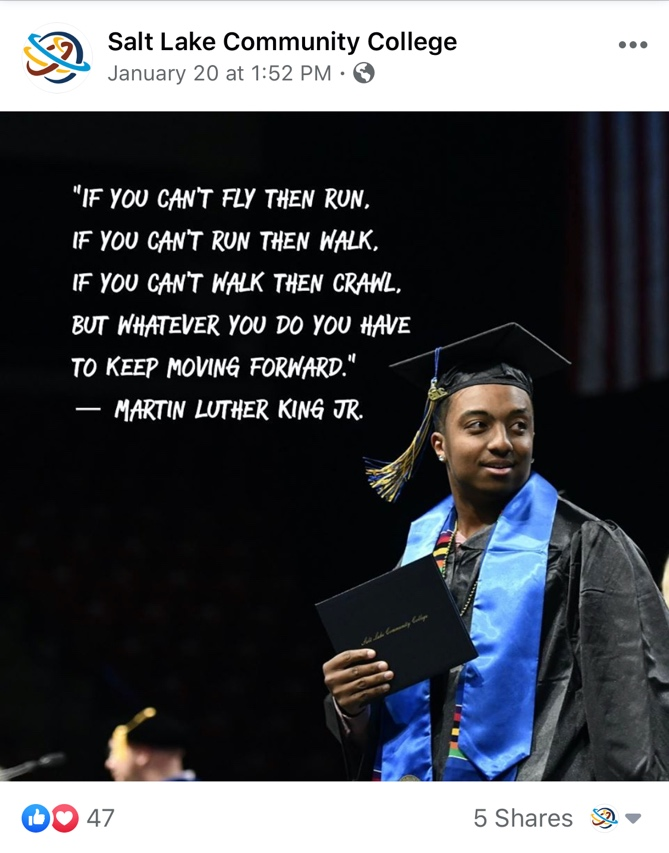 Salt Lake Community College
January 20 at 1:52 PM ·
"IF YOU CAN'T FLY THEN RUN,
IF YOU CAN'T RUN THEN WALK,
IF YOU CAN'T WALK THEN CRAWL,
BUT WHATEVER YOU DO YOU HAVE
TO KEEP MOVING FORWARD."
— MARTIN LUTHER KING JR.
Salt Lake Community College
47
5 Shares